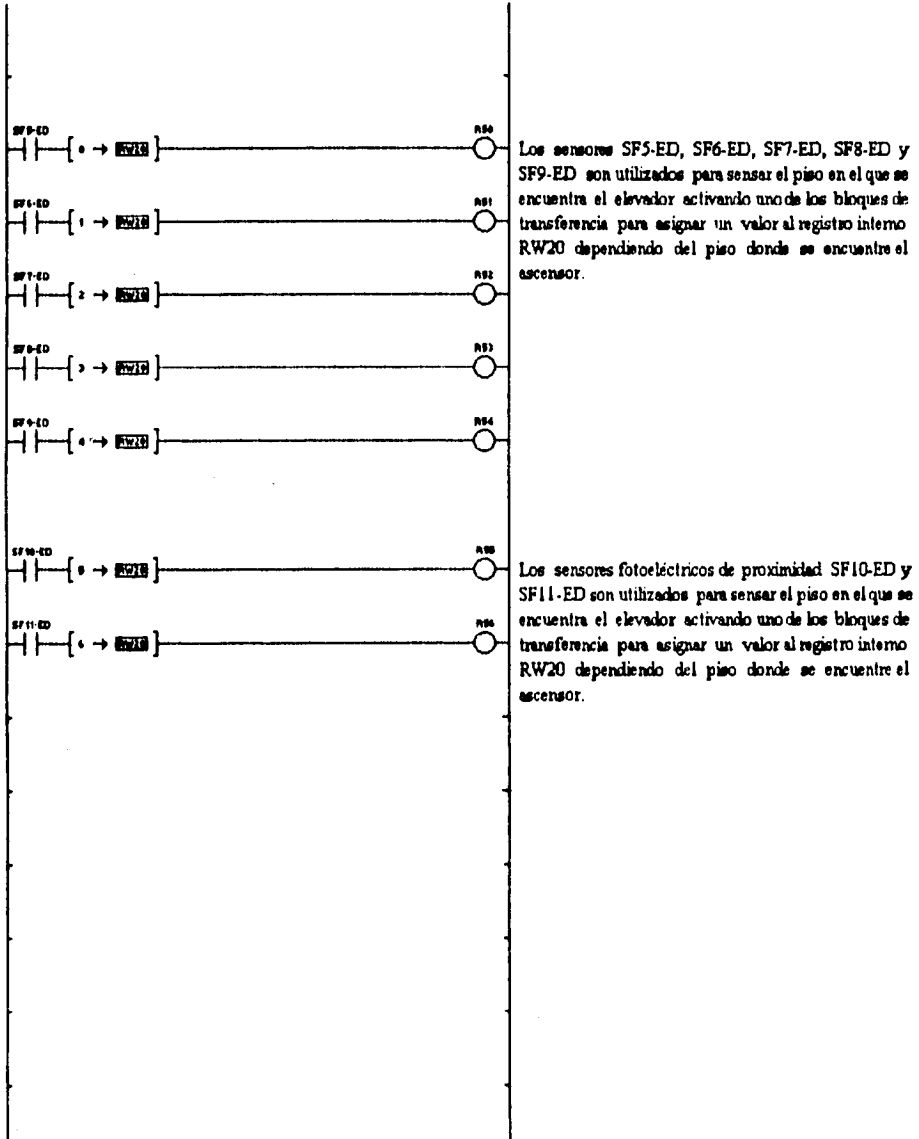 SF5-ED
0 → RW20
R50
SF6-ED
1 → RW20
R51
SF7-ED
2 → RW20
R52
SF8-ED
3 → RW20
R53
SF9-ED
4 → RW20
R54
Los sensores SF5-ED, SF6-ED, SF7-ED, SF8-ED y
SF9-ED son utilizados para sensar el piso en el que se
encuentra el elevador activando uno de los bloques de
transferencia para asignar un valor al registro interno
RW20 dependiendo del piso donde se encuentre el
ascensor.
SF10-ED
5 → RW20
R55
SF11-ED
6 → RW20
R56
Los sensores fotoeléctricos de proximidad SF10-ED y
SF11-ED son utilizados para sensar el piso en el que se
encuentra el elevador activando uno de los bloques de
transferencia para asignar un valor al registro interno
RW20 dependiendo del piso donde se encuentre el
ascensor.